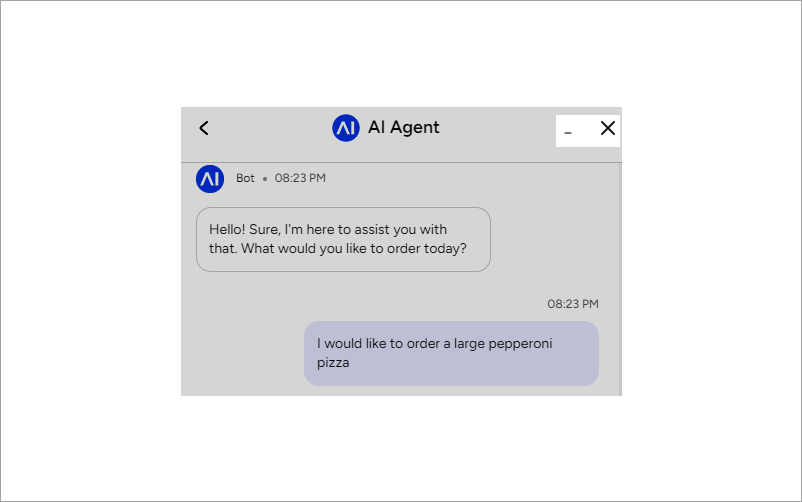 AI AI Agent
AI Bot • 08:23 PM
Hello! Sure, I'm here to assist you with
that. What would you like to order today?
08:23 PM
I would like to order a large pepperoni
pizza